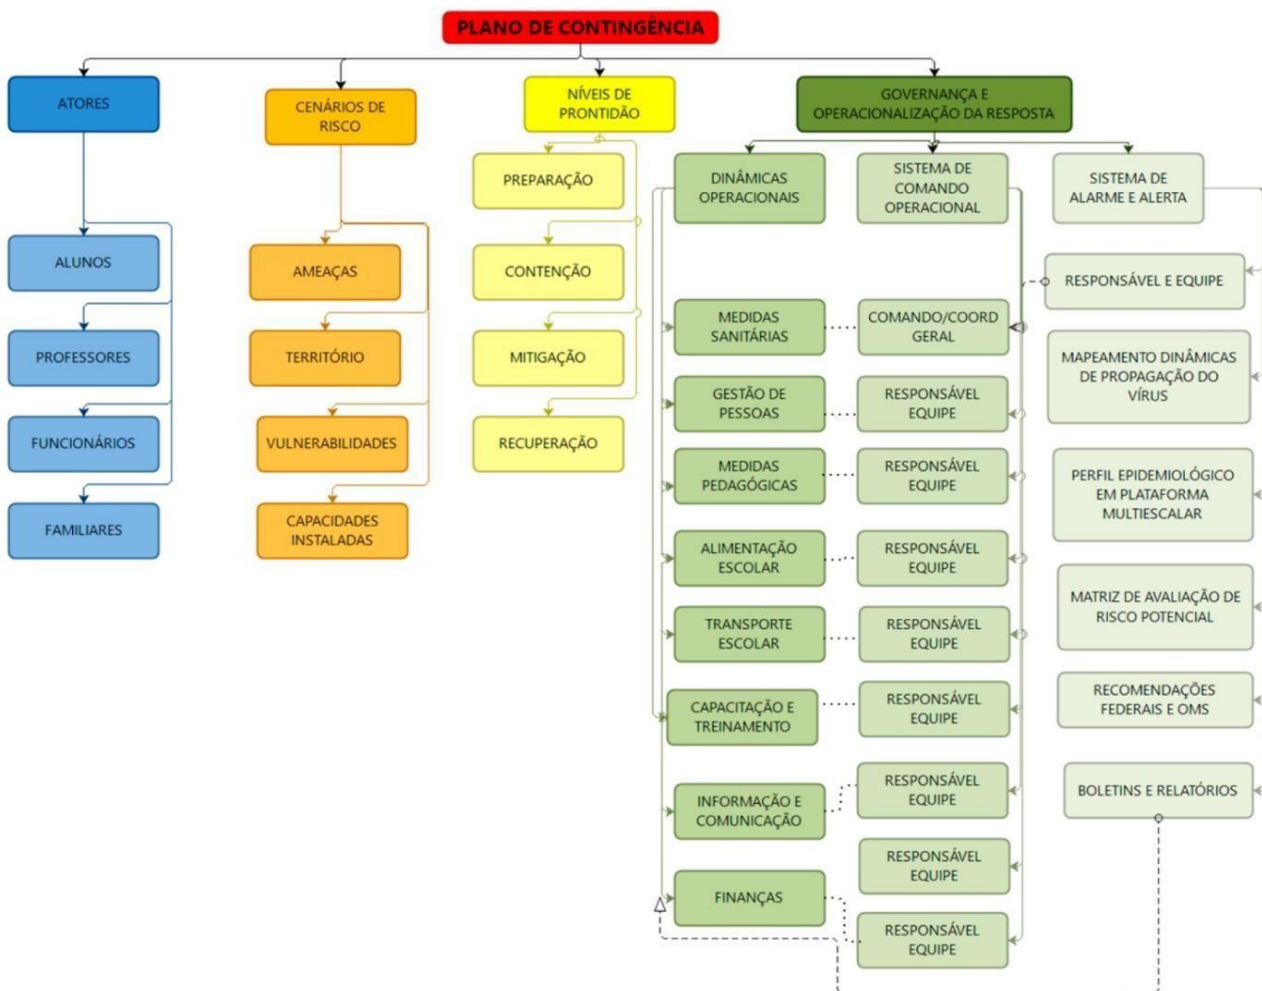 PLANO DE CONTINGÊNCIA
ATORES
ALUNOS
PROFESSORES
FUNCIONÁRIOS
FAMILIARES
CENÁRIOS DE
RISCO
AMEAÇAS
TERRITÓRIO
VULNERABILIDADES
CAPACIDADES
INSTALADAS
NÍVEIS DE
PRONTIDÃO
PREPARAÇÃO
CONTENÇÃO
MITIGAÇÃO
RECUPERAÇÃO
GOVERNANÇA E
OPERACIONALIZAÇÃO DA RESPOSTA
DINÂMICAS
OPERACIONAIS
MEDIDAS
SANITÁRIAS
GESTÃO DE
PESSOAS
MEDIDAS
PEDAGÓGICAS
ALIMENTAÇÃO
ESCOLAR
TRANSPORTE
ESCOLAR
CAPACITAÇÃO E
TREINAMENTO
INFORMAÇÃO E
COMUNICAÇÃO
FINANÇAS
SISTEMA DE
COMANDO
OPERACIONAL
COMANDO/COORD
GERAL
RESPONSÁVEL
EQUIPE
RESPONSÁVEL
EQUIPE
RESPONSÁVEL
EQUIPE
RESPONSÁVEL
EQUIPE
RESPONSÁVEL
EQUIPE
RESPONSÁVEL
EQUIPE
RESPONSÁVEL
EQUIPE
RESPONSÁVEL
EQUIPE
SISTEMA DE
ALARME E ALERTA
RESPONSÁVEL E EQUIPE
MAPEAMENTO DINÂMICAS
DE PROPAGAÇÃO DO
VÍRUS
PERFIL EPIDEMIOLÓGICO
EM PLATAFORMA
MULTIESCALAR
MATRIZ DE AVALIAÇÃO DE
RISCO POTENCIAL
RECOMENDAÇÕES
FEDERAIS E OMS
BOLETINS E RELATÓRIOS